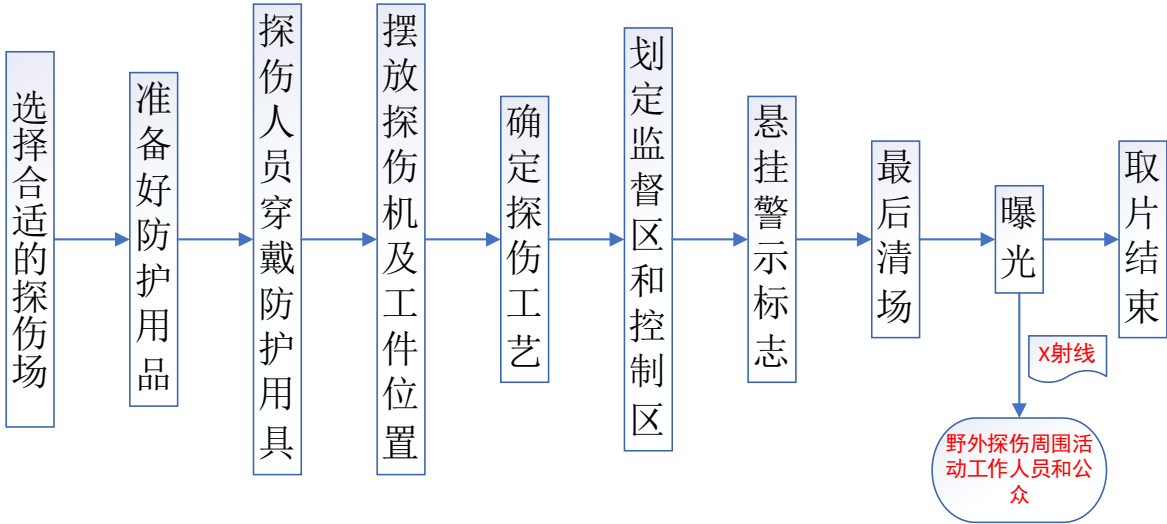 选择合适的探伤场
准备好防护用品
探伤人员穿戴防护用具
摆放探伤机及工件位置
确定探伤工艺
划定监督区和控制区
悬挂警示标志
最后清场
曝光
取片结束
X射线
野外探伤周围活
动工作人员和公
众